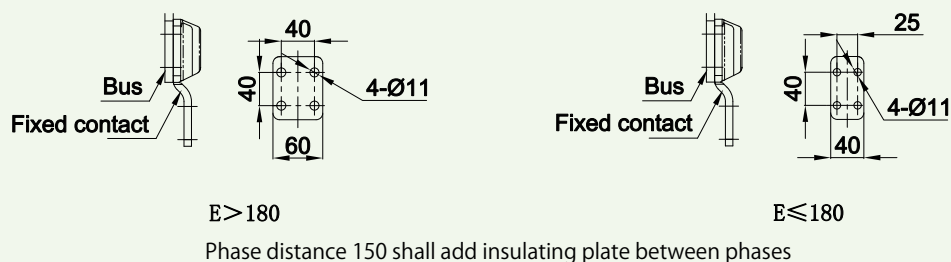 40
Bus
40
4-Ø11
Fixed contact
60
E>180
25
Bus
40
4-Ø11
Fixed contact
40
E≤180
Phase distance 150 shall add insulating plate between phases